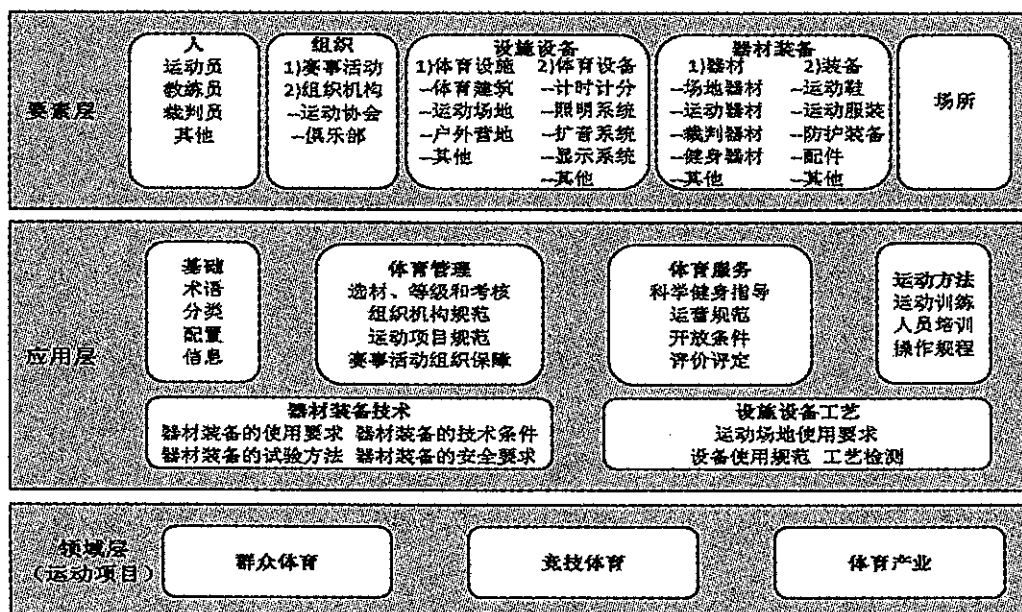 要素层
人
运动员
教练员
裁判员
其他
组织
1)赛事活动
2)组织机构
--运动协会
--俱乐部
设施设备
1)体育设施 2)体育设备
--体育建筑 --计时计分
--运动场地 --照明系统
--户外营地 --扩音系统
--其他 --显示系统
--其他
器材装备
1)器材 2)装备
--场地器材 --运动鞋
--运动器材 --运动服装
--裁判器材 --防护装备
--健身器材 --配件
--其他 --其他
场所
应用层
基础
术语
分类
配置
信息
体育管理
选材、等级和考核
组织机构规范
运动项目规范
赛事活动组织保障
体育服务
科学健身指导
运营规范
开放条件
评价评定
运动方法
运动训练
人员培训
操作规程
器材装备技术
器材装备的使用要求 器材装备的技术条件
器材装备的试验方法 器材装备的安全要求
设施设备工艺
运动场地使用要求
设备使用规范 工艺检测
领域层
（运动项目）
群众体育
竞技体育
体育产业